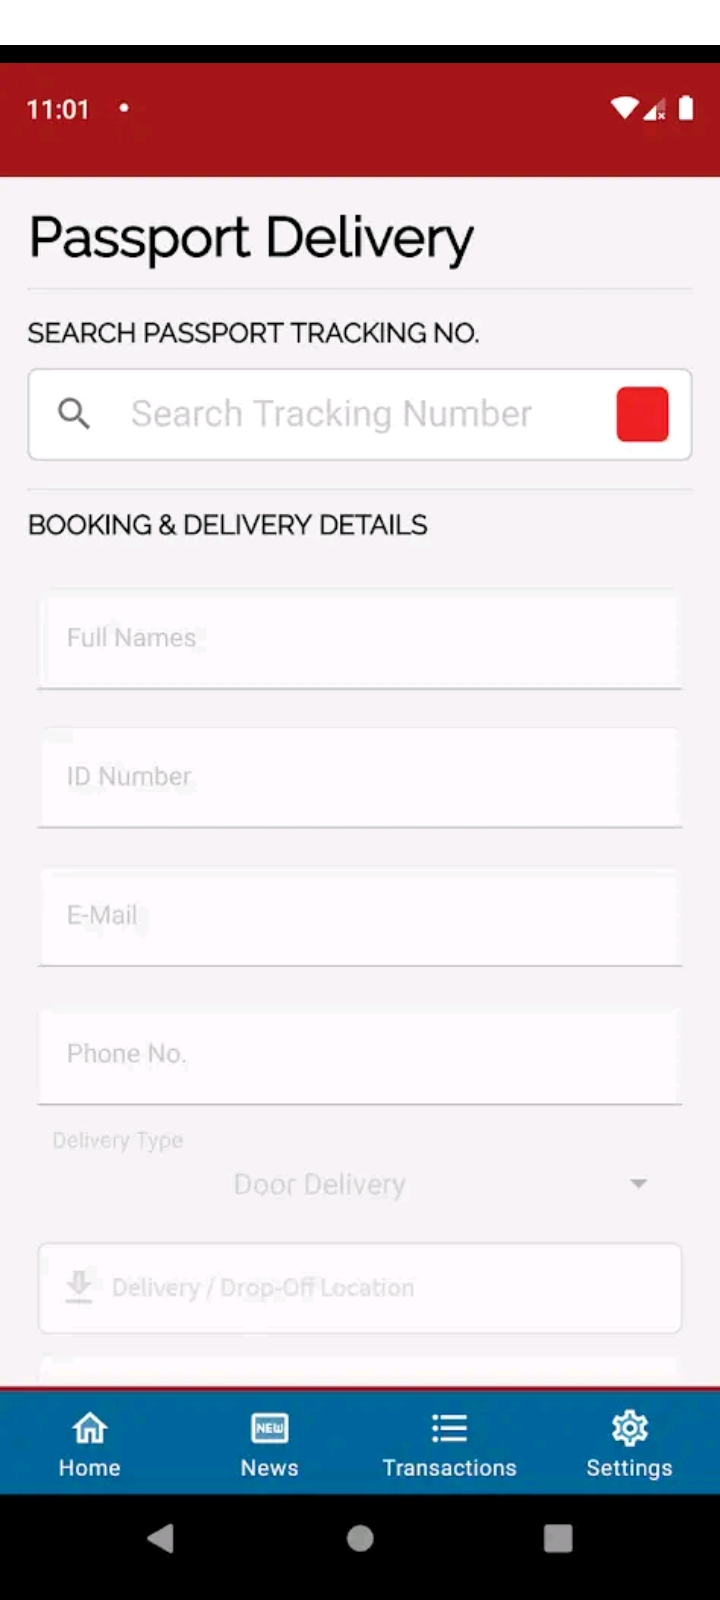 11:01
Passport Delivery
SEARCH PASSPORT TRACKING NO.
Search Tracking Number
BOOKING & DELIVERY DETAILS
Full Names
ID Number
E-Mail
Phone No.
Delivery Type
Door Delivery
Delivery / Drop-Off Location
NEW
Home News Transactions Settings